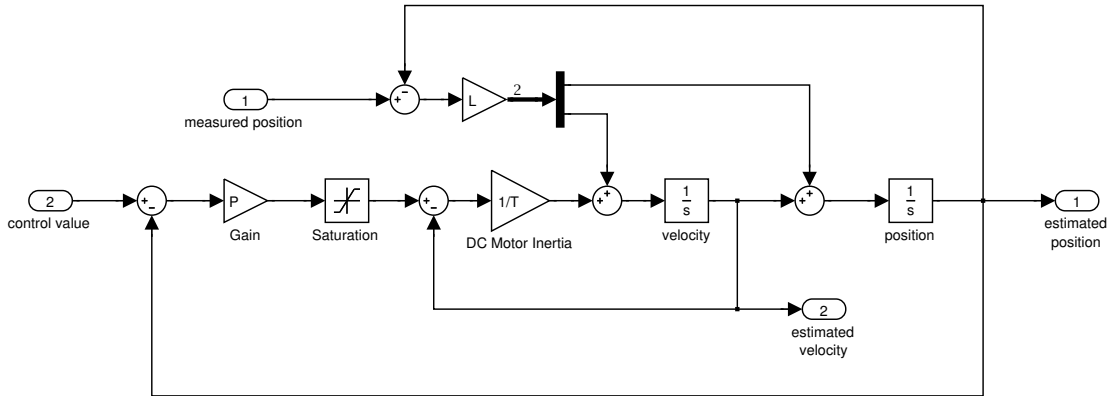 2
L
+
−
1
measured position
2
control value
+
−
P
Gain
Saturation
+
−
1/T
DC Motor Inertia
+
+
1
s
velocity
+
+
1
s
position
1
estimated
position
2
estimated
velocity